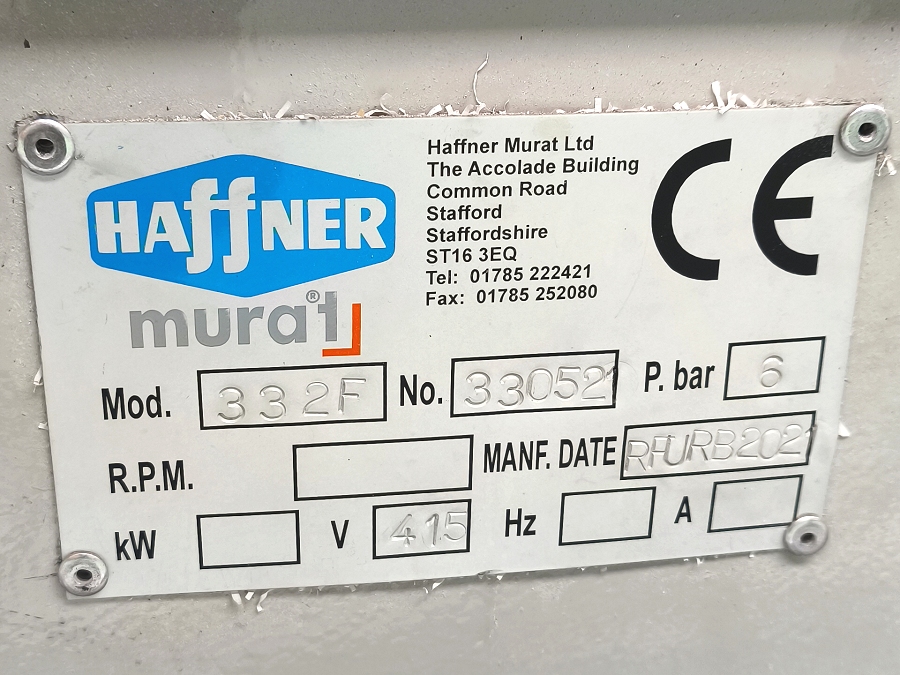 HAffNER
murat®
Haffner Murat Ltd
The Accolade Building
Common Road
Stafford
Staffordshire
ST16 3EQ
Tel: 01785 222421
Fax: 01785 252080
CE
Mod. 332F No. 330521 P. bar 6
R.P.M. MANF. DATE RFURB2021
kW V 415 Hz A